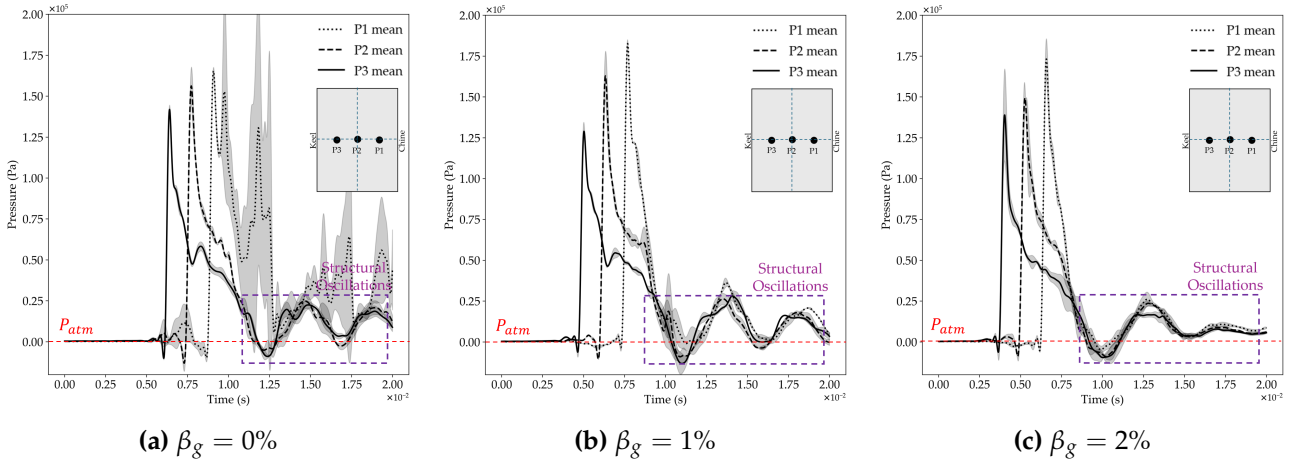 ×10⁵
2.00
1.75
1.50
1.25
1.00
0.75
0.50
0.25
0.00
Pressure (Pa)
P1 mean
P2 mean
P3 mean
Keel
Chine
P3
P2
P1
Structural
Oscillations
P_atm
0.00 0.25 0.50 0.75 1.00 1.25 1.50 1.75 2.00
Time (s)
×10⁻²
(a) β_g = 0%
×10⁵
2.00
1.75
1.50
1.25
1.00
0.75
0.50
0.25
0.00
Pressure (Pa)
P1 mean
P2 mean
P3 mean
Keel
Chine
P3
P2
P1
Structural
Oscillations
P_atm
0.00 0.25 0.50 0.75 1.00 1.25 1.50 1.75 2.00
Time (s)
×10⁻²
(b) β_g = 1%
×10⁵
2.00
1.75
1.50
1.25
1.00
0.75
0.50
0.25
0.00
Pressure (Pa)
P1 mean
P2 mean
P3 mean
Keel
Chine
P3
P2
P1
Structural
Oscillations
P_atm
0.00 0.25 0.50 0.75 1.00 1.25 1.50 1.75 2.00
Time (s)
×10⁻²
(c) β_g = 2%